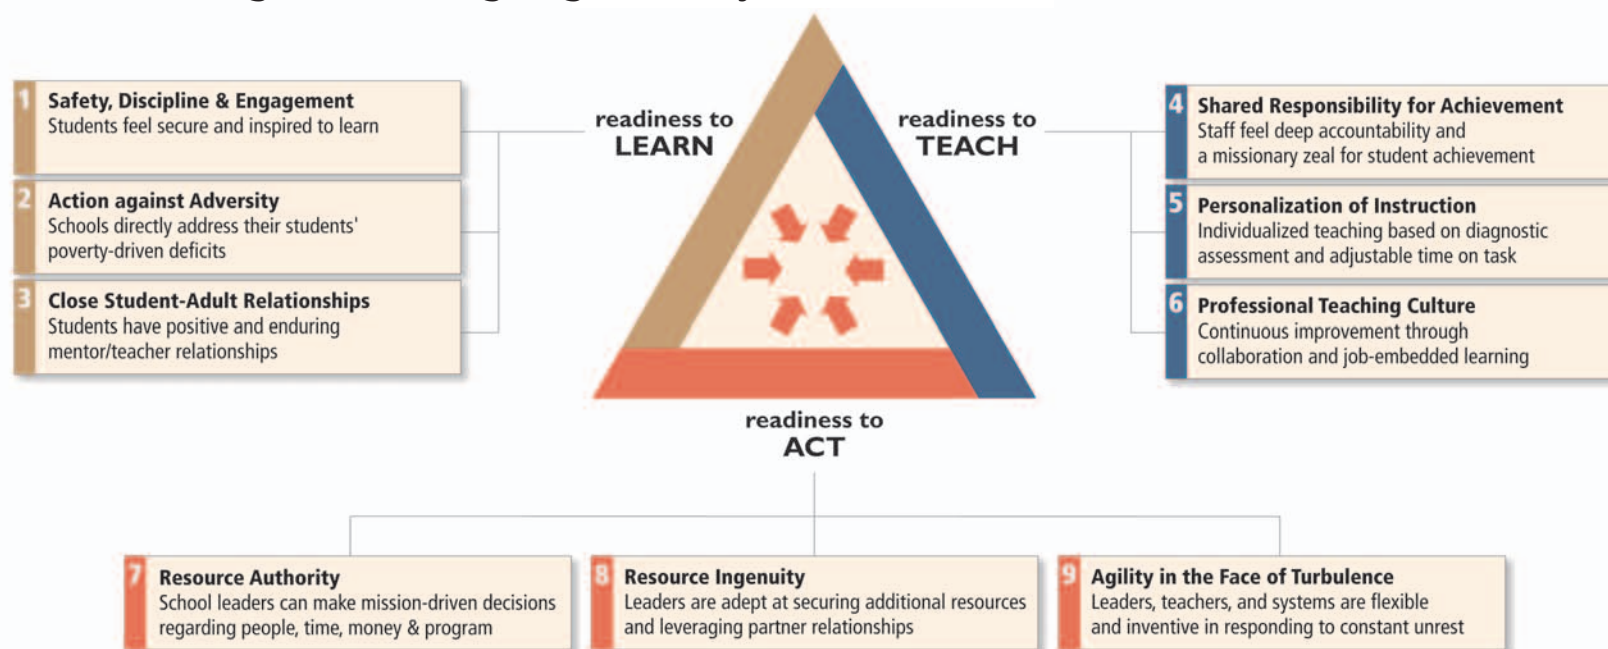 1
Safety, Discipline & Engagement
Students feel secure and inspired to learn
2
Action against Adversity
Schools directly address their students'
poverty-driven deficits
3
Close Student-Adult Relationships
Students have positive and enduring
mentor/teacher relationships
readiness to
LEARN
readiness to
TEACH
4
Shared Responsibility for Achievement
Staff feel deep accountability and
a missionary zeal for student achievement
5
Personalization of Instruction
Individualized teaching based on diagnostic
assessment and adjustable time on task
6
Professional Teaching Culture
Continuous improvement through
collaboration and job-embedded learning
readiness to
ACT
7
Resource Authority
School leaders can make mission-driven decisions
regarding people, time, money & program
8
Resource Ingenuity
Leaders are adept at securing additional resources
and leveraging partner relationships
9
Agility in the Face of Turbulence
Leaders, teachers, and systems are flexible
and inventive in responding to constant unrest